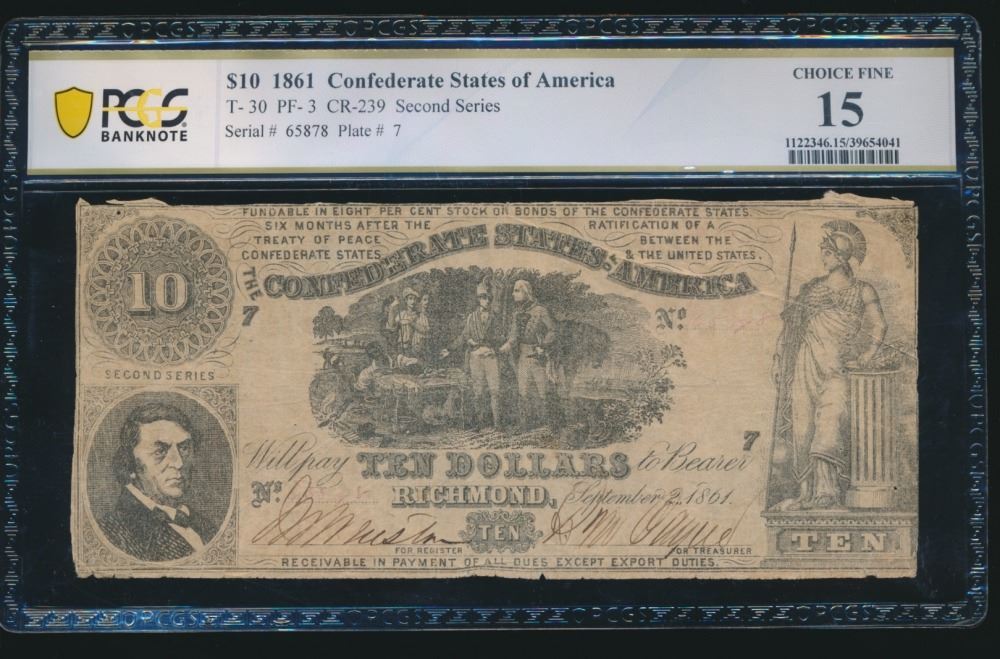 $10 1861 Confederate States of America
T- 30 PF- 3 CR-239 Second Series
Serial # 65878 Plate # 7
PCGS
BANKNOTE
CHOICE FINE
15
1122346.15/39654041
FUNDABLE IN EIGHT PER CENT STOCK OR BONDS OF THE CONFEDERATE STATES.
SIX MONTHS AFTER THE RATIFICATION OF A
TREATY OF PEACE BETWEEN THE
CONFEDERATE STATES & THE UNITED STATES.
THE CONFEDERATE STATES OF AMERICA
10
7
Nº
SECOND SERIES
7
Will pay TEN DOLLARS to Bearer
Nº RICHMOND, September 2, 1861.
TEN
TEN
FOR REGISTER
FOR TREASURER
RECEIVABLE IN PAYMENT OF ALL DUES EXCEPT EXPORT DUTIES.